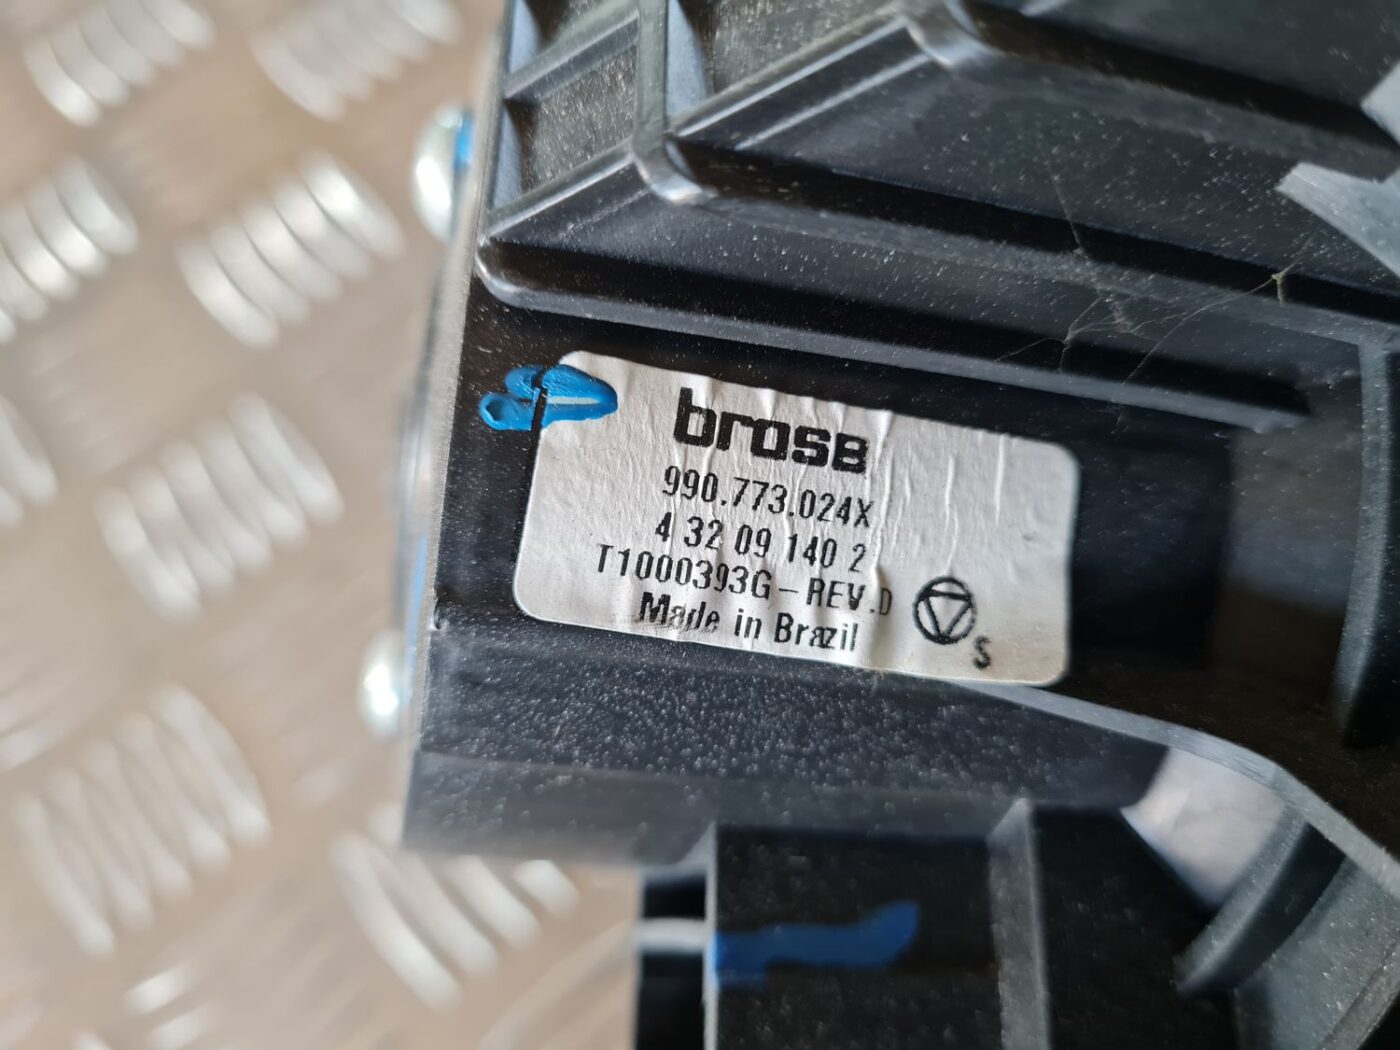 brose
990.773.024X
4 32 09 140 2
T1000393G-REV.D
Made in Brazil
S